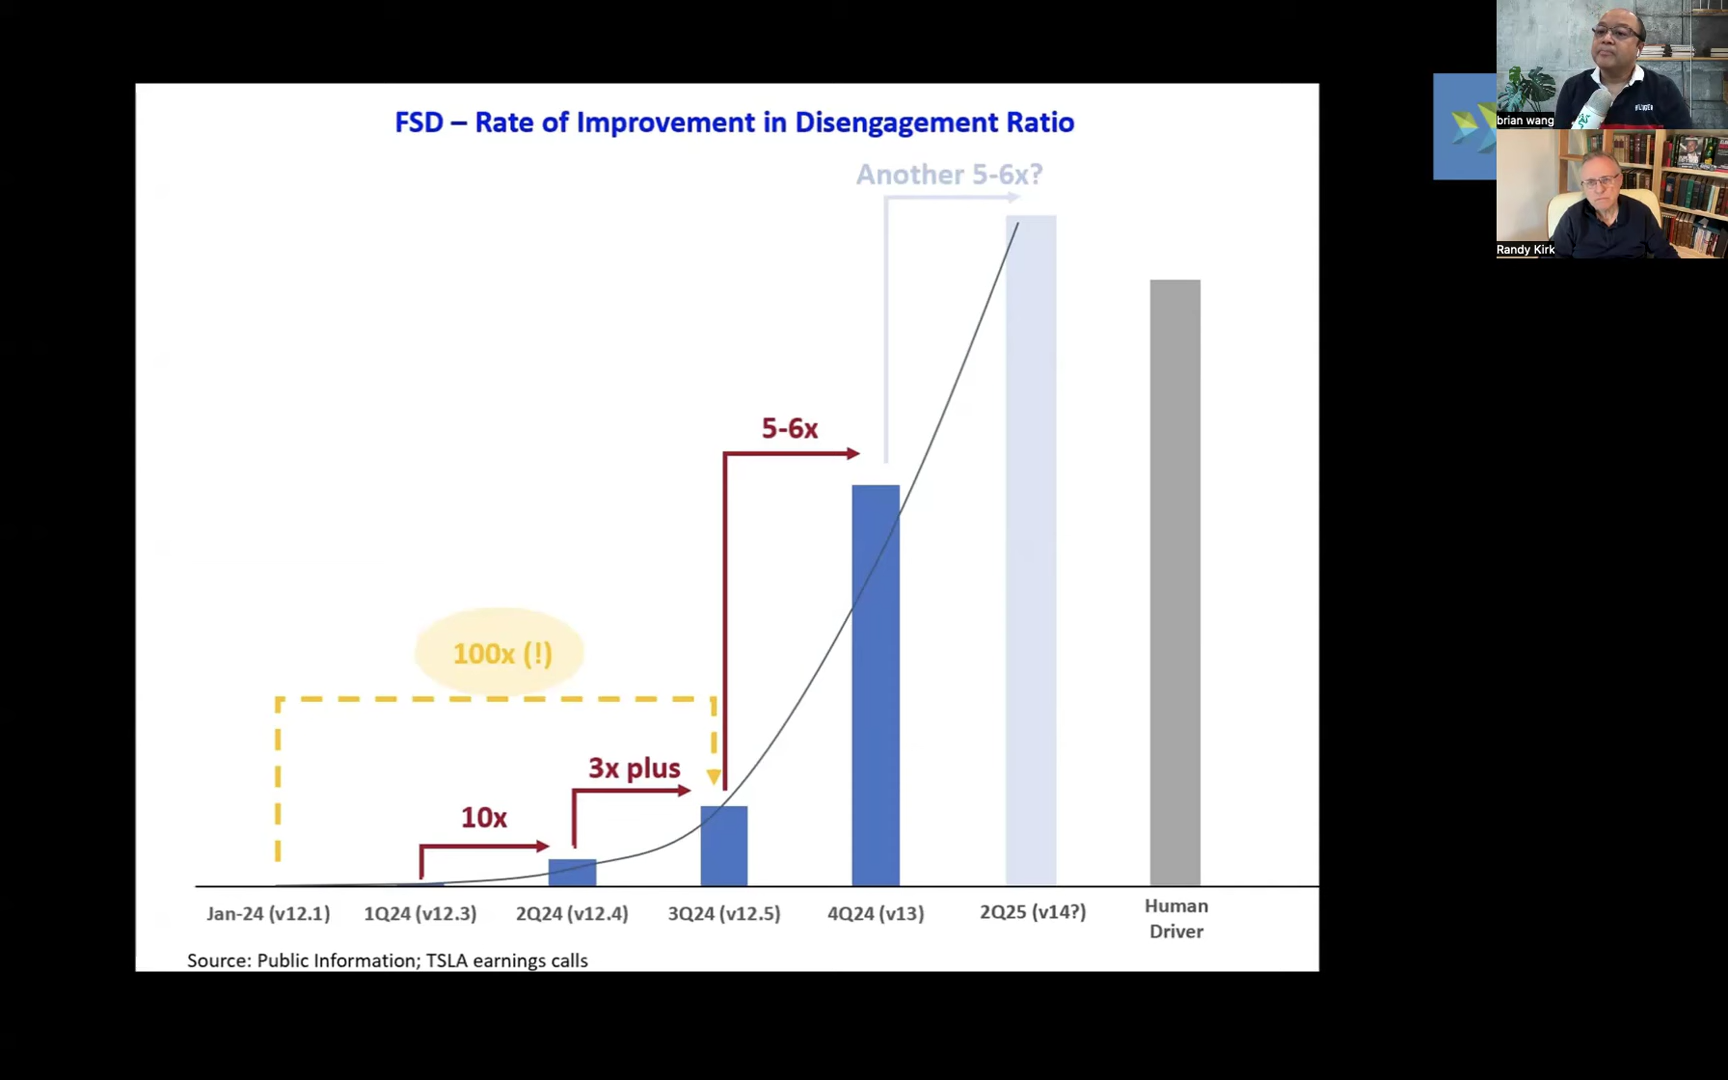 FSD – Rate of Improvement in Disengagement Ratio
Another 5-6x?
5-6x
100x (!)
3x plus
10x
Jan-24 (v12.1)
1Q24 (v12.3)
2Q24 (v12.4)
3Q24 (v12.5)
4Q24 (v13)
2Q25 (v14?)
Human
Driver
Source: Public Information; TSLA earnings calls
brian wang
Randy Kirk